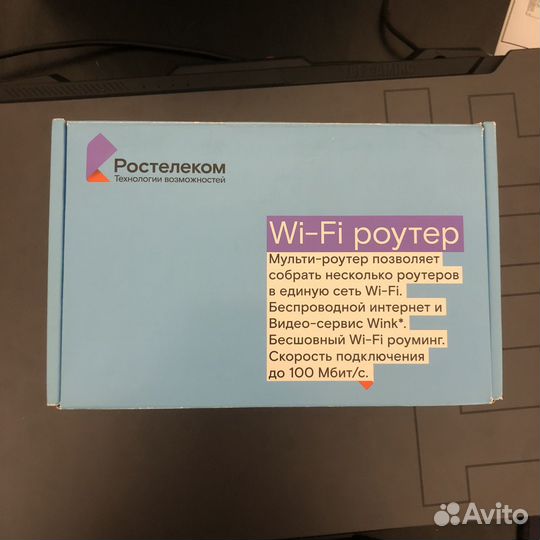 Ростелеком
Технологии возможностей
Wi-Fi роутер
Мульти-роутер позволяет
собрать несколько роутеров
в единую сеть Wi-Fi.
Беспроводной интернет и
Видео-сервис Wink*.
Бесшовный Wi-Fi роуминг.
Скорость подключения
до 100 Мбит/с.
Avito